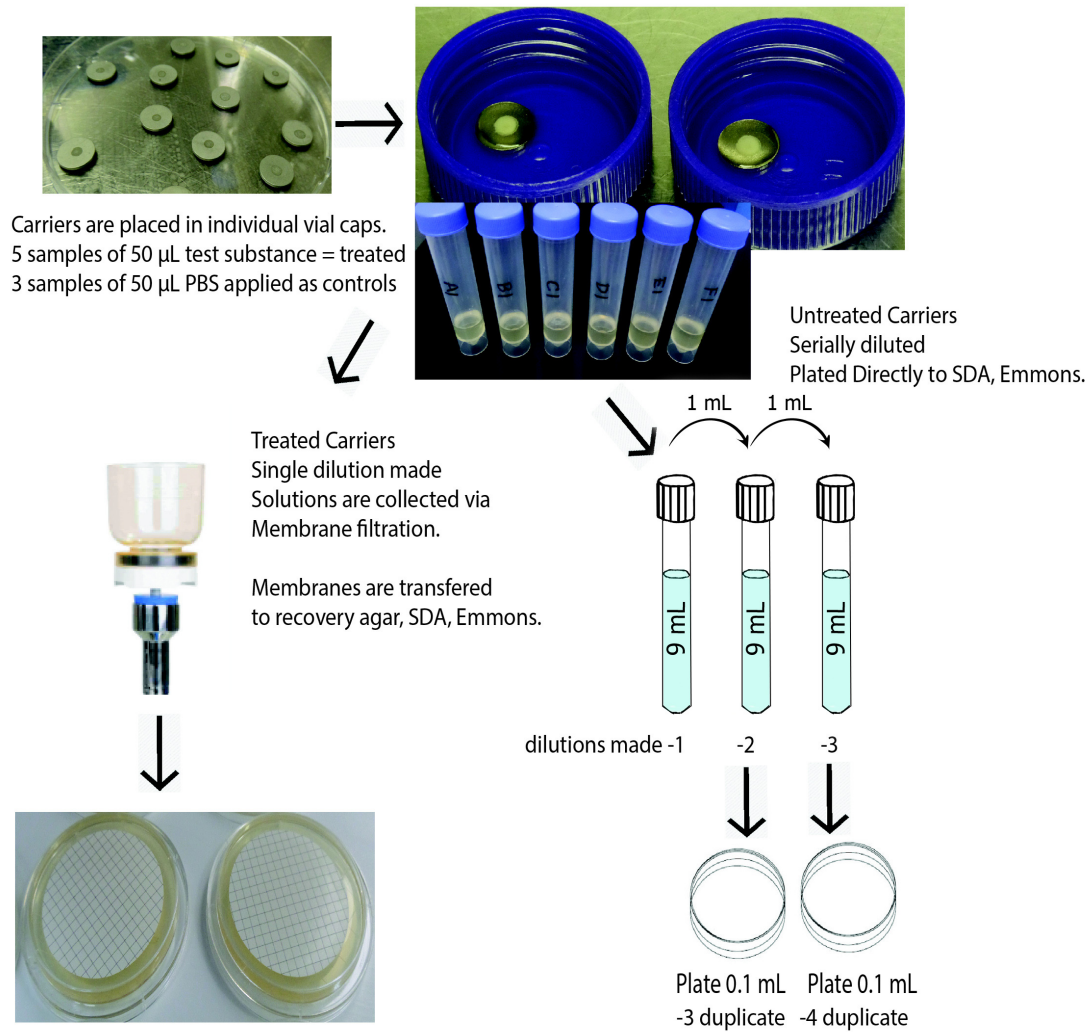 Carriers are placed in individual vial caps.
5 samples of 50 µL test substance = treated
3 samples of 50 µL PBS applied as controls
A1
B1
C1
D1
E1
F1
Untreated Carriers
Serially diluted
Plated Directly to SDA, Emmons.
1 mL
1 mL
Treated Carriers
Single dilution made
Solutions are collected via
Membrane filtration.
Membranes are transfered
to recovery agar, SDA, Emmons.
9 mL
9 mL
9 mL
dilutions made -1
-2
-3
Plate 0.1 mL
-3 duplicate
Plate 0.1 mL
-4 duplicate